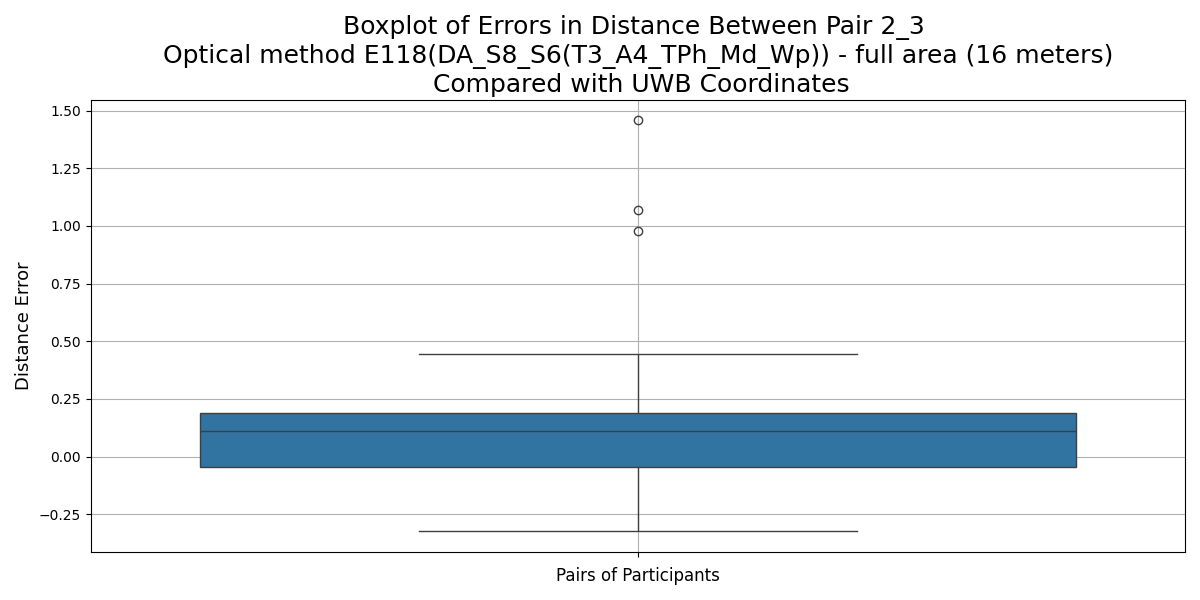 Boxplot of Errors in Distance Between Pair 2_3
Optical method E118(DA_S8_S6(T3_A4_TPh_Md_Wp)) - full area (16 meters)
Compared with UWB Coordinates
1.50
1.25
1.00
0.75
0.50
0.25
0.00
−0.25
Distance Error
Pairs of Participants